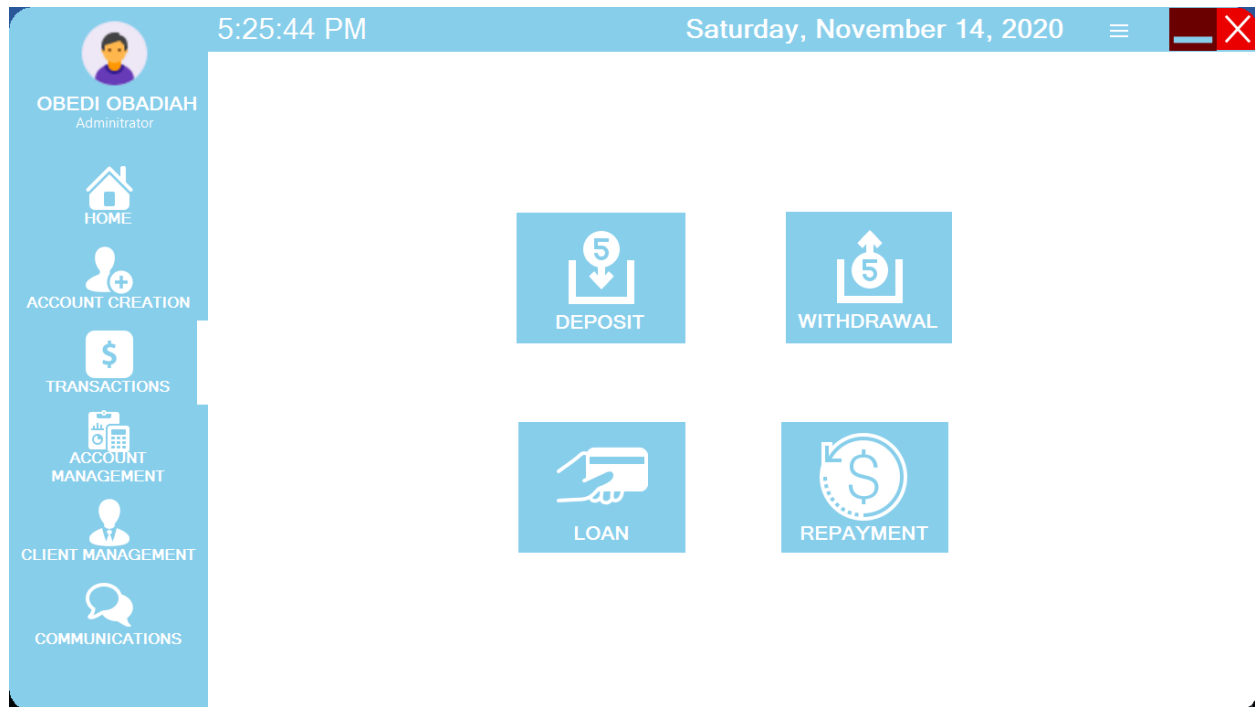 5:25:44 PM
Saturday, November 14, 2020
OBEDI OBADIAH
Adminitrator
HOME
ACCOUNT CREATION
$
TRANSACTIONS
ACCOUNT
MANAGEMENT
CLIENT MANAGEMENT
COMMUNICATIONS
5
DEPOSIT
5
WITHDRAWAL
LOAN
$
REPAYMENT